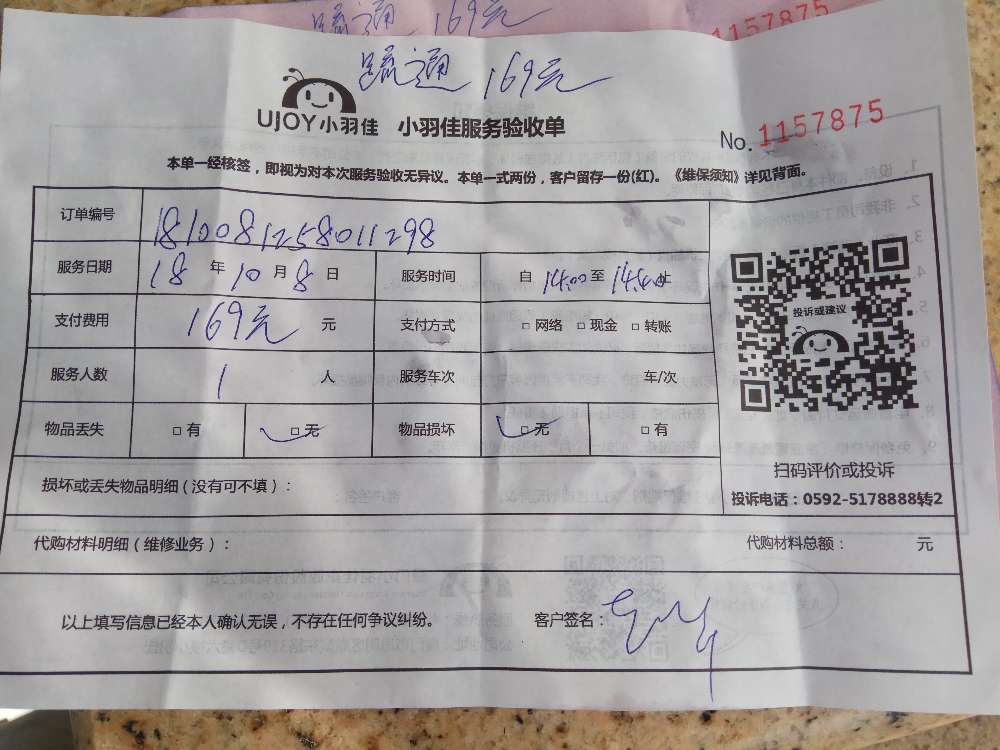 疏通 169元
1157875
疏通 169元
UJOY小羽佳 小羽佳服务验收单
No. 1157875
本单一经核签，即视为对本次服务验收无异议。本单一式两份，客户留存一份(红)。《维保须知》详见背面。
订单编号 1810081258011298
服务日期 18 年 10 月 8 日 服务时间 自 14:00 至 14:40 止
支付费用 169元 元 支付方式 □ 网络 □ 现金 □ 转账
服务人数 1 人 服务车次 车/次
物品丢失 □ 有 □ 无 物品损坏 □ 无 □ 有
投诉或建议
扫码评价或投诉
投诉电话：0592-5178888转2
损坏或丢失物品明细（没有可不填）：
代购材料明细（维修业务）： 代购材料总额： 元
以上填写信息已经本人确认无误，不存在任何争议纠纷。 客户签名：